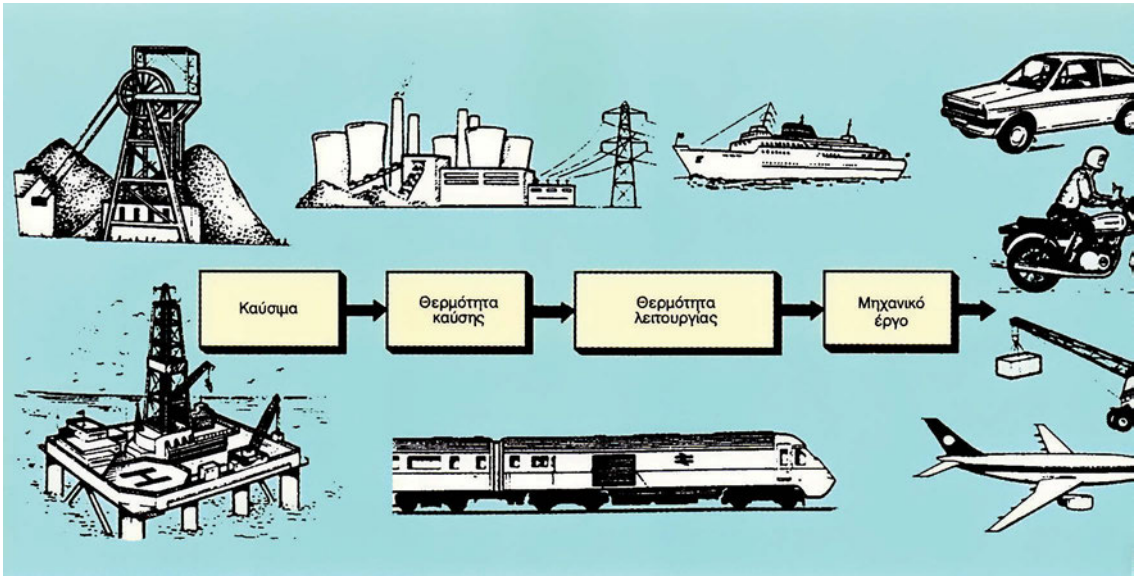 Καύσιμα
Θερμότητα
καύσης
Θερμότητα
λειτουργίας
Μηχανικό
έργο
H